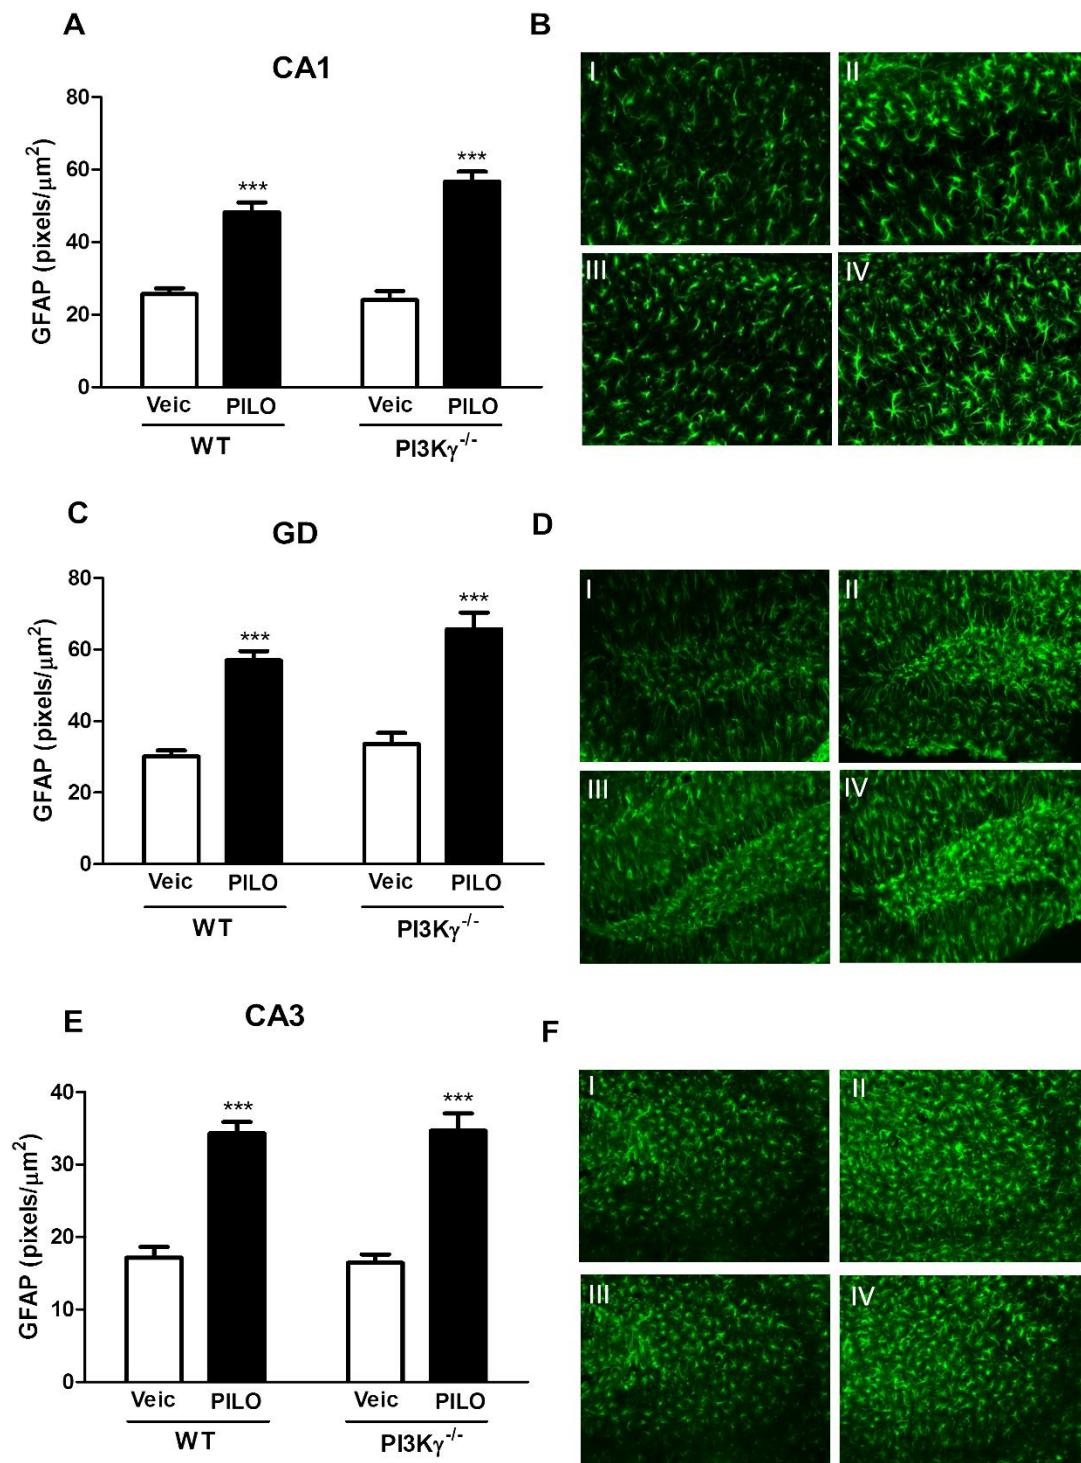 A
CA1
GFAP (pixels/μm²)
80
60
40
20
0
***
***
Veic PILO Veic PILO
WT PI3Kγ⁻/⁻
B
I II
III IV
C
GD
GFAP (pixels/μm²)
80
60
40
20
0
***
***
Veic PILO Veic PILO
WT PI3Kγ⁻/⁻
D
I II
III IV
E
CA3
GFAP (pixels/μm²)
40
30
20
10
0
***
***
Veic PILO Veic PILO
WT PI3Kγ⁻/⁻
F
I II
III IV